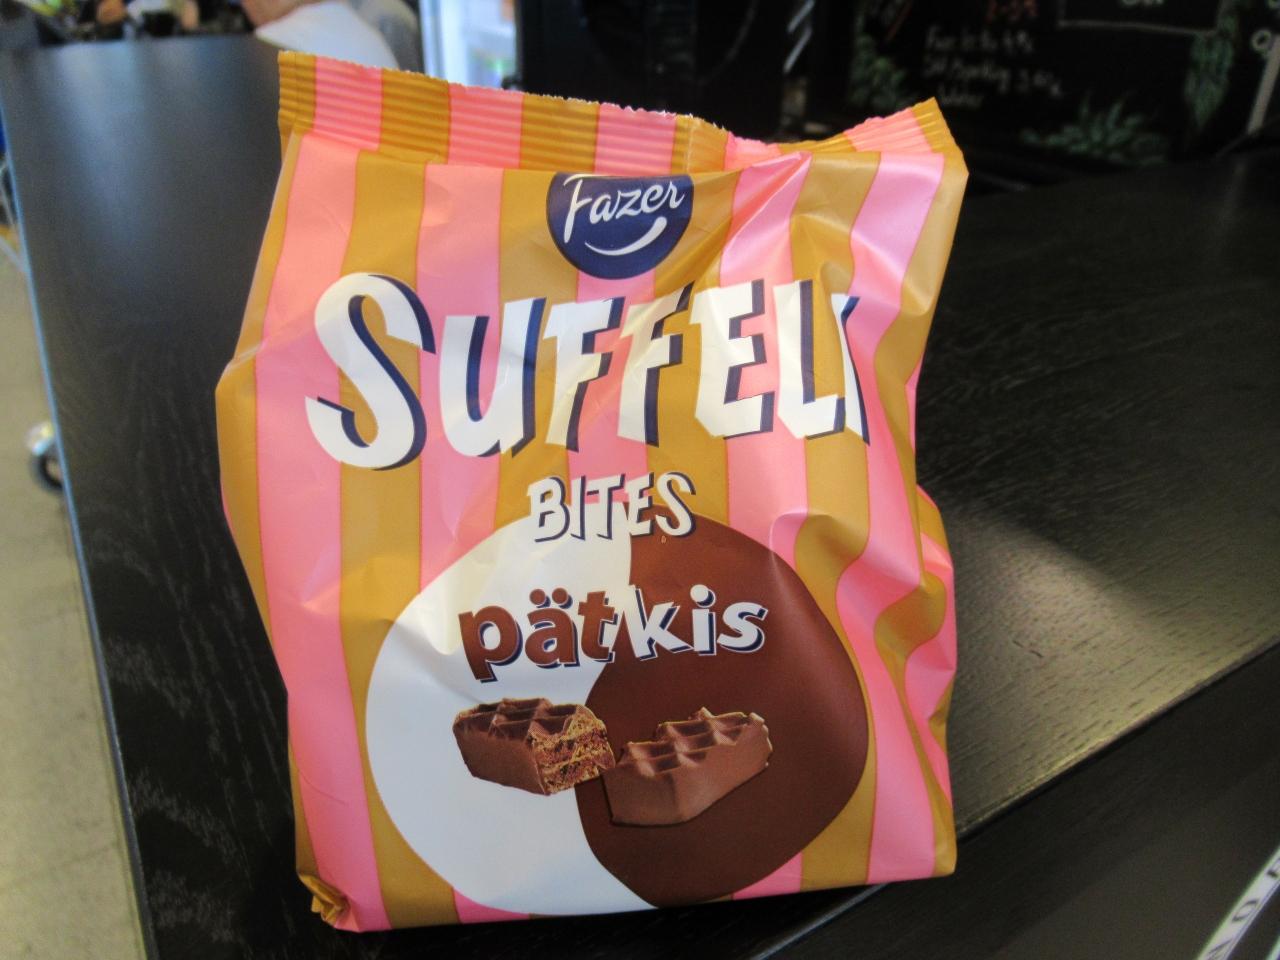 Fazer
SUFFELI
BITES
pätkis